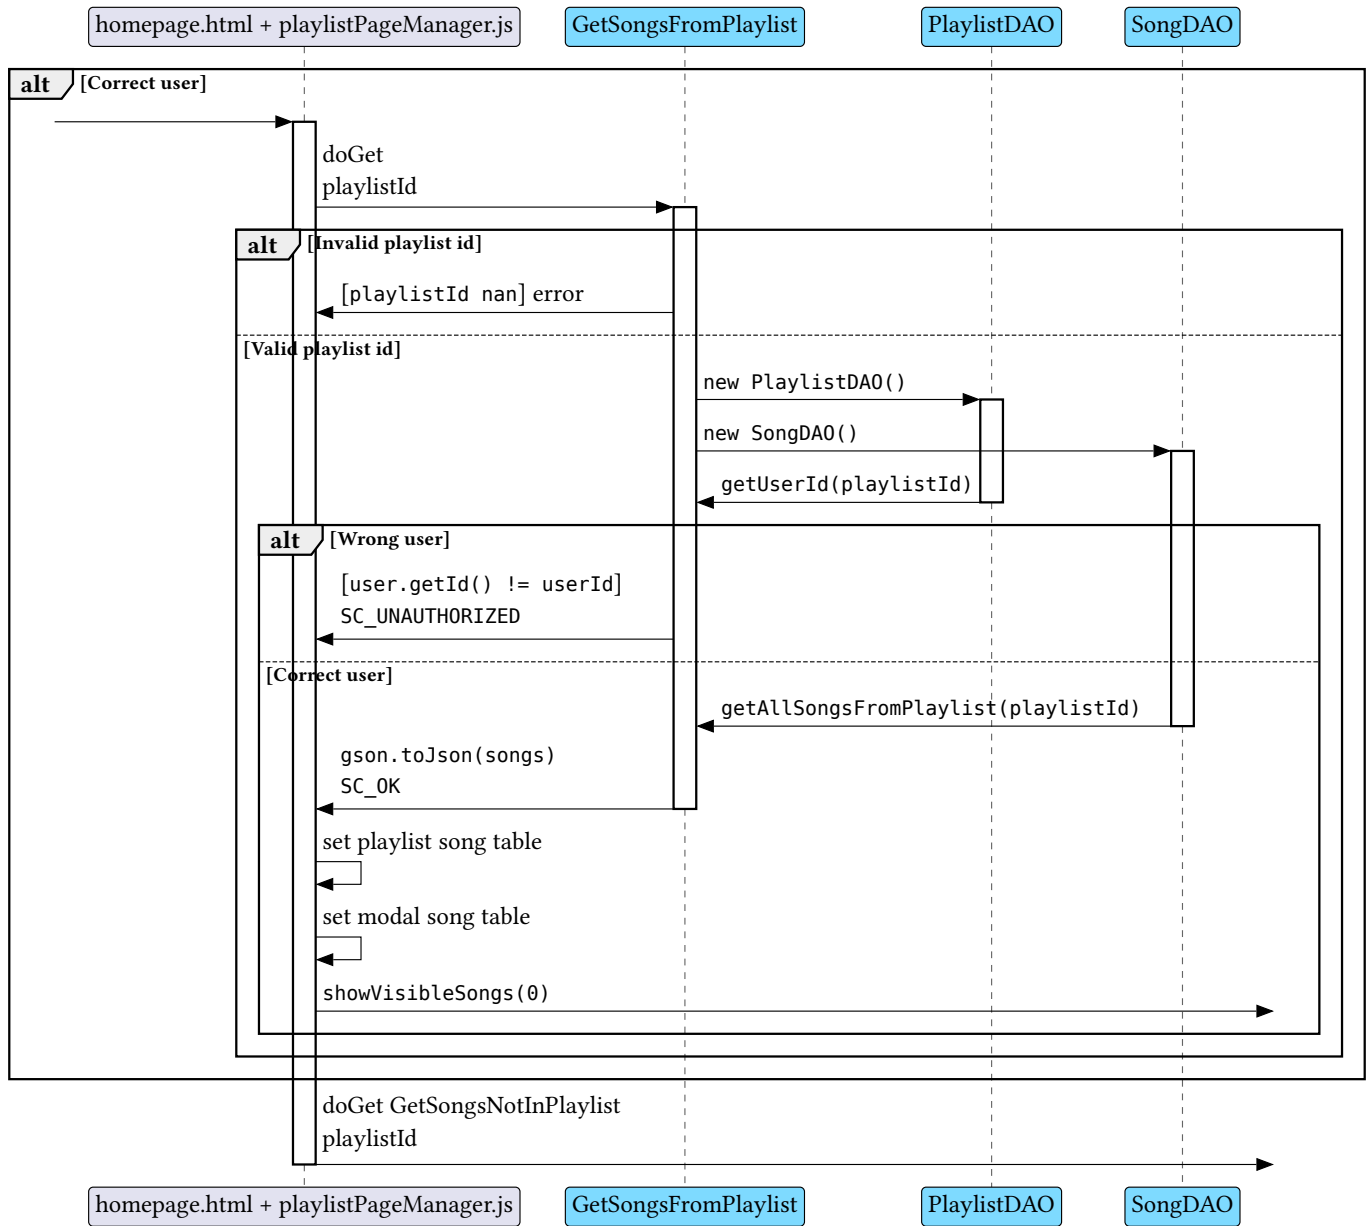 homepage.html + playlistPageManager.js
GetSongsFromPlaylist
PlaylistDAO
SongDAO
alt
[Correct user]
doGet
playlistId
alt
[Invalid playlist id]
[playlistId nan] error
[Valid playlist id]
new PlaylistDAO()
new SongDAO()
getUserId(playlistId)
alt
[Wrong user]
[user.getId() != userId]
SC_UNAUTHORIZED
[Correct user]
getAllSongsFromPlaylist(playlistId)
gson.toJson(songs)
SC_OK
set playlist song table
set modal song table
showVisibleSongs(0)
doGet GetSongsNotInPlaylist
playlistId
homepage.html + playlistPageManager.js
GetSongsFromPlaylist
PlaylistDAO
SongDAO